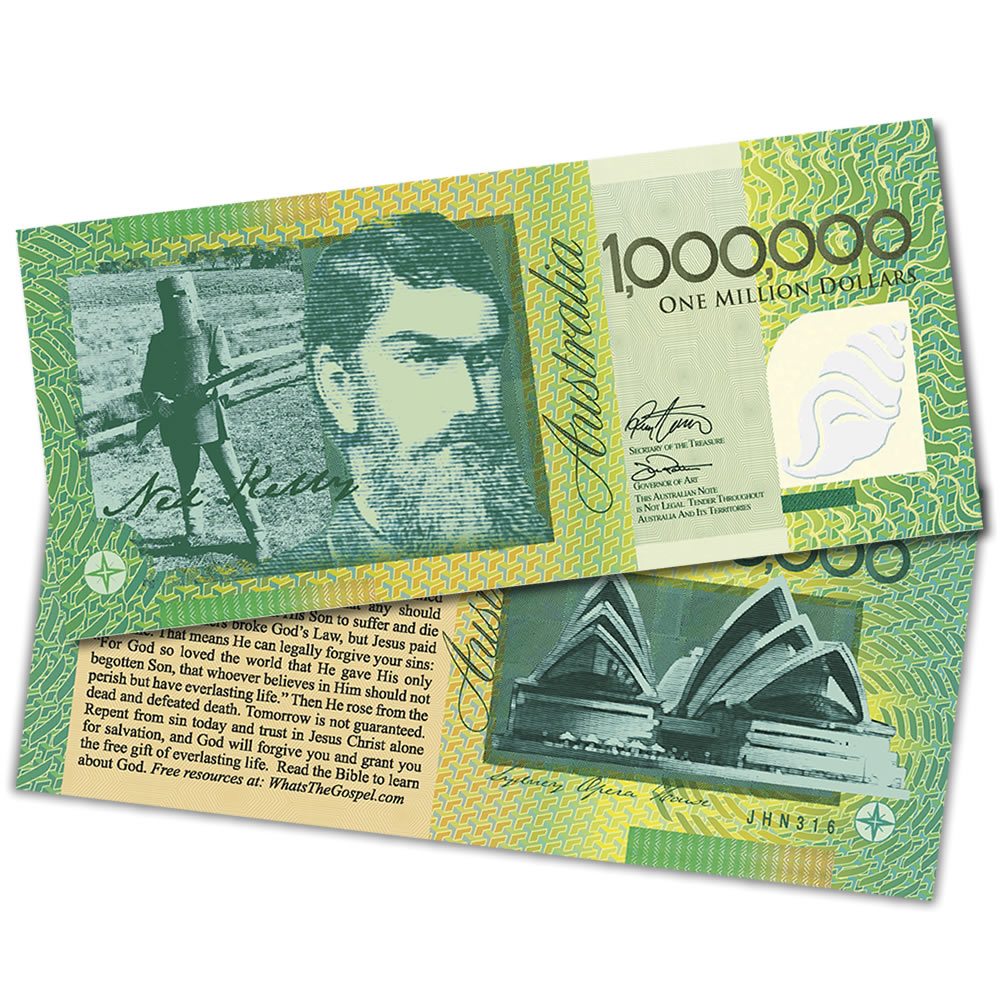 Australia
1,000,000
ONE MILLION DOLLARS
SECRTARY OF THE TREASURE
GOVERNOR OF ART
THIS AUSTRALIAN NOTE
IS NOT LEGAL TENDER THROUGHOUT
AUSTRALIA AND ITS TERRITORIES
Ned Kelly
any should
His Son to suffer and die
broke God's Law, but Jesus paid
That means He can legally forgive your sins:
"For God so loved the world that He gave His only
begotten Son, that whoever believes in Him should not
perish but have everlasting life." Then He rose from the
dead and defeated death. Tomorrow is not guaranteed.
Repent from sin today and trust in Jesus Christ alone
for salvation, and God will forgive you and grant you
the free gift of everlasting life. Read the Bible to learn
about God. Free resources at: WhatsTheGospel.com
Sydney Opera House
JHN316